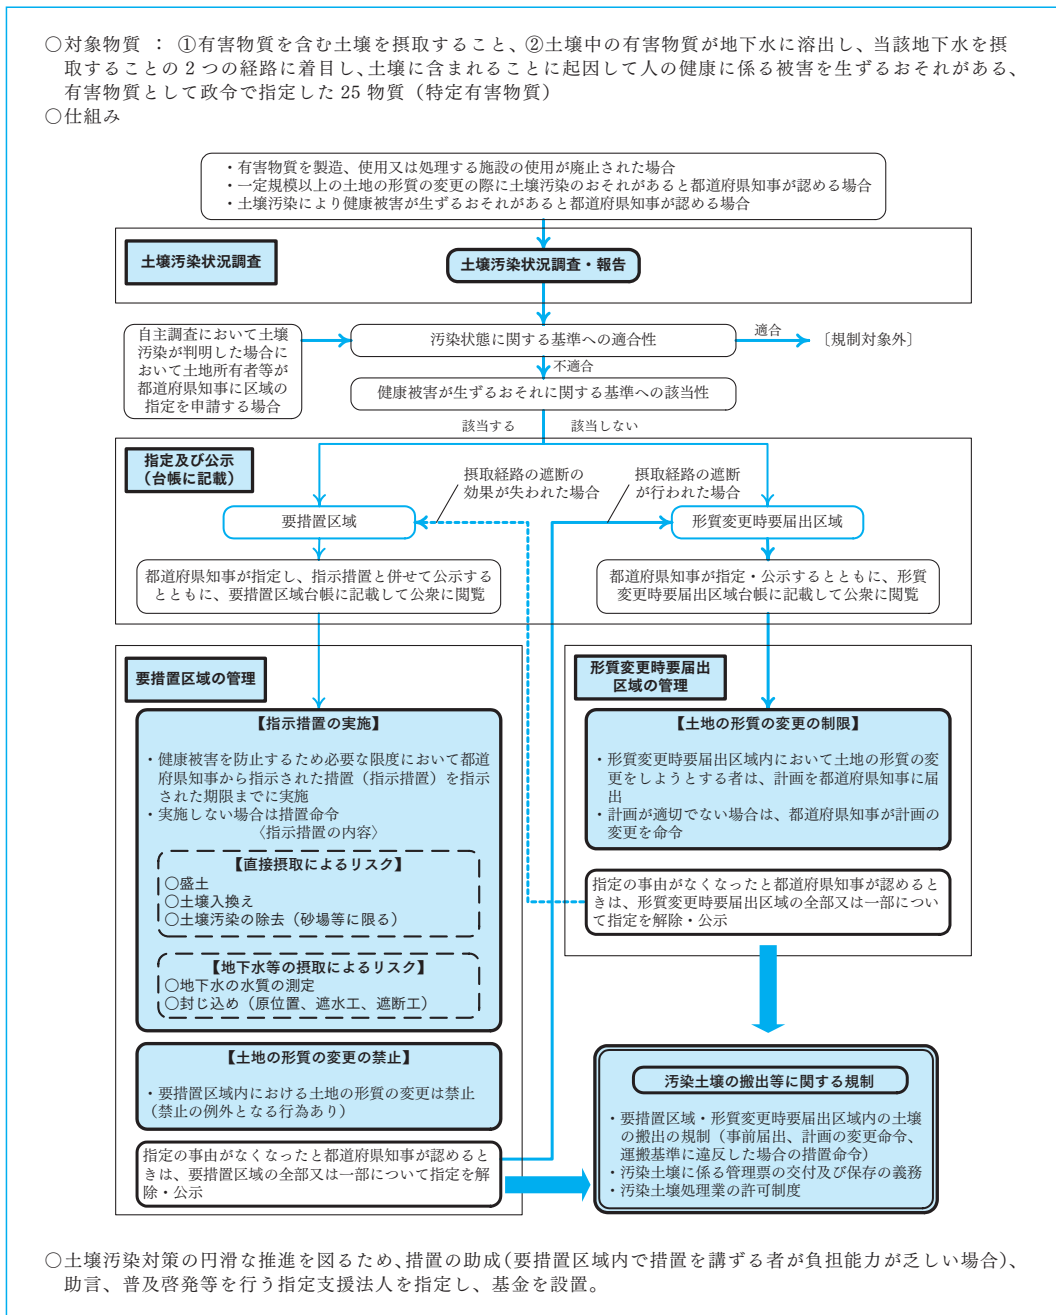 ○対象物質 ： ①有害物質を含む土壌を摂取すること、②土壌中の有害物質が地下水に溶出し、当該地下水を摂
取することの 2 つの経路に着目し、土壌に含まれることに起因して人の健康に係る被害を生ずるおそれがある、
有害物質として政令で指定した 25 物質（特定有害物質）
○仕組み
・有害物質を製造、使用又は処理する施設の使用が廃止された場合
・一定規模以上の土地の形質の変更の際に土壌汚染のおそれがあると都道府県知事が認める場合
・土壌汚染により健康被害が生ずるおそれがあると都道府県知事が認める場合
土壌汚染状況調査
土壌汚染状況調査・報告
自主調査において土壌
汚染が判明した場合に
おいて土地所有者等が
都道府県知事に区域の
指定を申請する場合
汚染状態に関する基準への適合性
適合
〔規制対象外〕
不適合
健康被害が生ずるおそれに関する基準への該当性
該当する
該当しない
指定及び公示
（台帳に記載）
摂取経路の遮断の
効果が失われた場合
摂取経路の遮断
が行われた場合
要措置区域
形質変更時要届出区域
都道府県知事が指定し、指示措置と併せて公示する
とともに、要措置区域台帳に記載して公衆に閲覧
都道府県知事が指定・公示するとともに、形質
変更時要届出区域台帳に記載して公衆に閲覧
要措置区域の管理
【指示措置の実施】
・健康被害を防止するため必要な限度において都道
府県知事から指示された措置（指示措置）を指示
された期限までに実施
・実施しない場合は措置命令
〈指示措置の内容〉
【直接摂取によるリスク】
○盛土
○土壌入換え
○土壌汚染の除去（砂場等に限る）
【地下水等の摂取によるリスク】
○地下水の水質の測定
○封じ込め（原位置、遮水工、遮断工）
【土地の形質の変更の禁止】
・要措置区域内における土地の形質の変更は禁止
（禁止の例外となる行為あり）
指定の事由がなくなったと都道府県知事が認めると
きは、要措置区域の全部又は一部について指定を解
除・公示
形質変更時要届出
区域の管理
【土地の形質の変更の制限】
・形質変更時要届出区域内において土地の形質の変
更をしようとする者は、計画を都道府県知事に届
出
・計画が適切でない場合は、都道府県知事が計画の
変更を命令
指定の事由がなくなったと都道府県知事が認めると
きは、形質変更時要届出区域の全部又は一部につい
て指定を解除・公示
汚染土壌の搬出等に関する規制
・要措置区域・形質変更時要届出区域内の土壌
の搬出の規制（事前届出、計画の変更命令、
運搬基準に違反した場合の措置命令）
・汚染土壌に係る管理票の交付及び保存の義務
・汚染土壌処理業の許可制度
○土壌汚染対策の円滑な推進を図るため、措置の助成（要措置区域内で措置を講ずる者が負担能力が乏しい場合）、
助言、普及啓発等を行う指定支援法人を指定し、基金を設置。